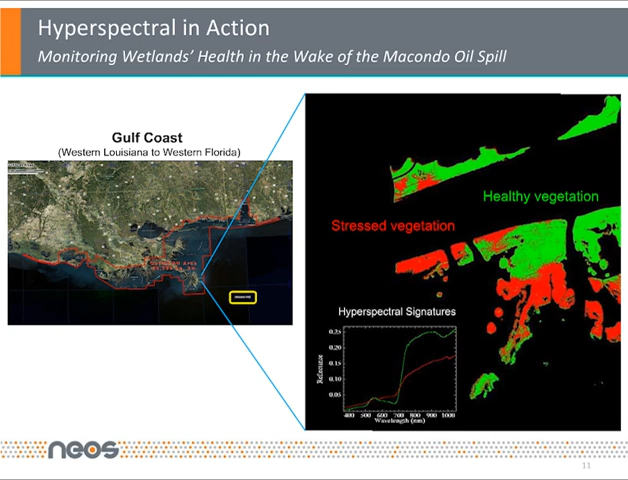 Hyperspectral in Action
Monitoring Wetlands' Health in the Wake of the Macondo Oil Spill
Gulf Coast
(Western Louisiana to Western Florida)
Healthy vegetation
Stressed vegetation
Hyperspectral Signatures
0.25
0.20
0.15
0.10
0.05
Reflectance
400 500 600 700 800 900 1000
Wavelength (nm)
neos
11